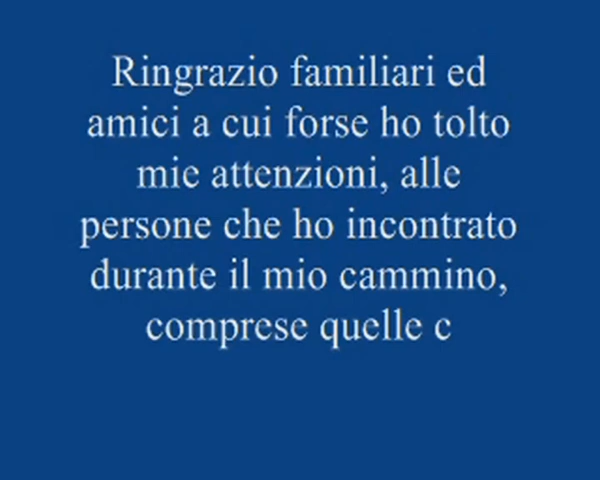 Ringrazio familiari ed
amici a cui forse ho tolto
mie attenzioni, alle
persone che ho incontrato
durante il mio cammino,
comprese quelle c